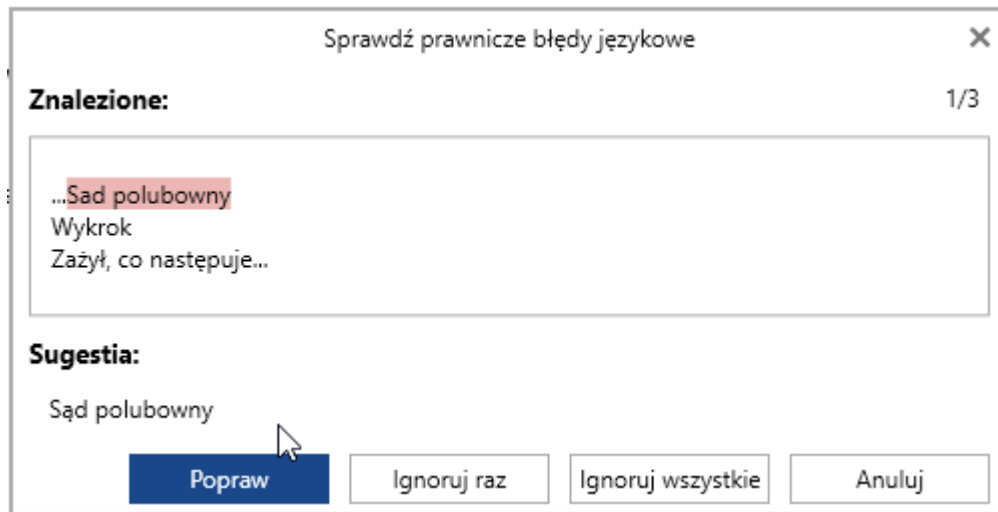 Sprawdź prawnicze błędy językowe
Znalezione: 1/3
...Sad polubowny
Wykrok
Zażył, co następuje...
Sugestia:
Sąd polubowny
Popraw Ignoruj raz Ignoruj wszystkie Anuluj